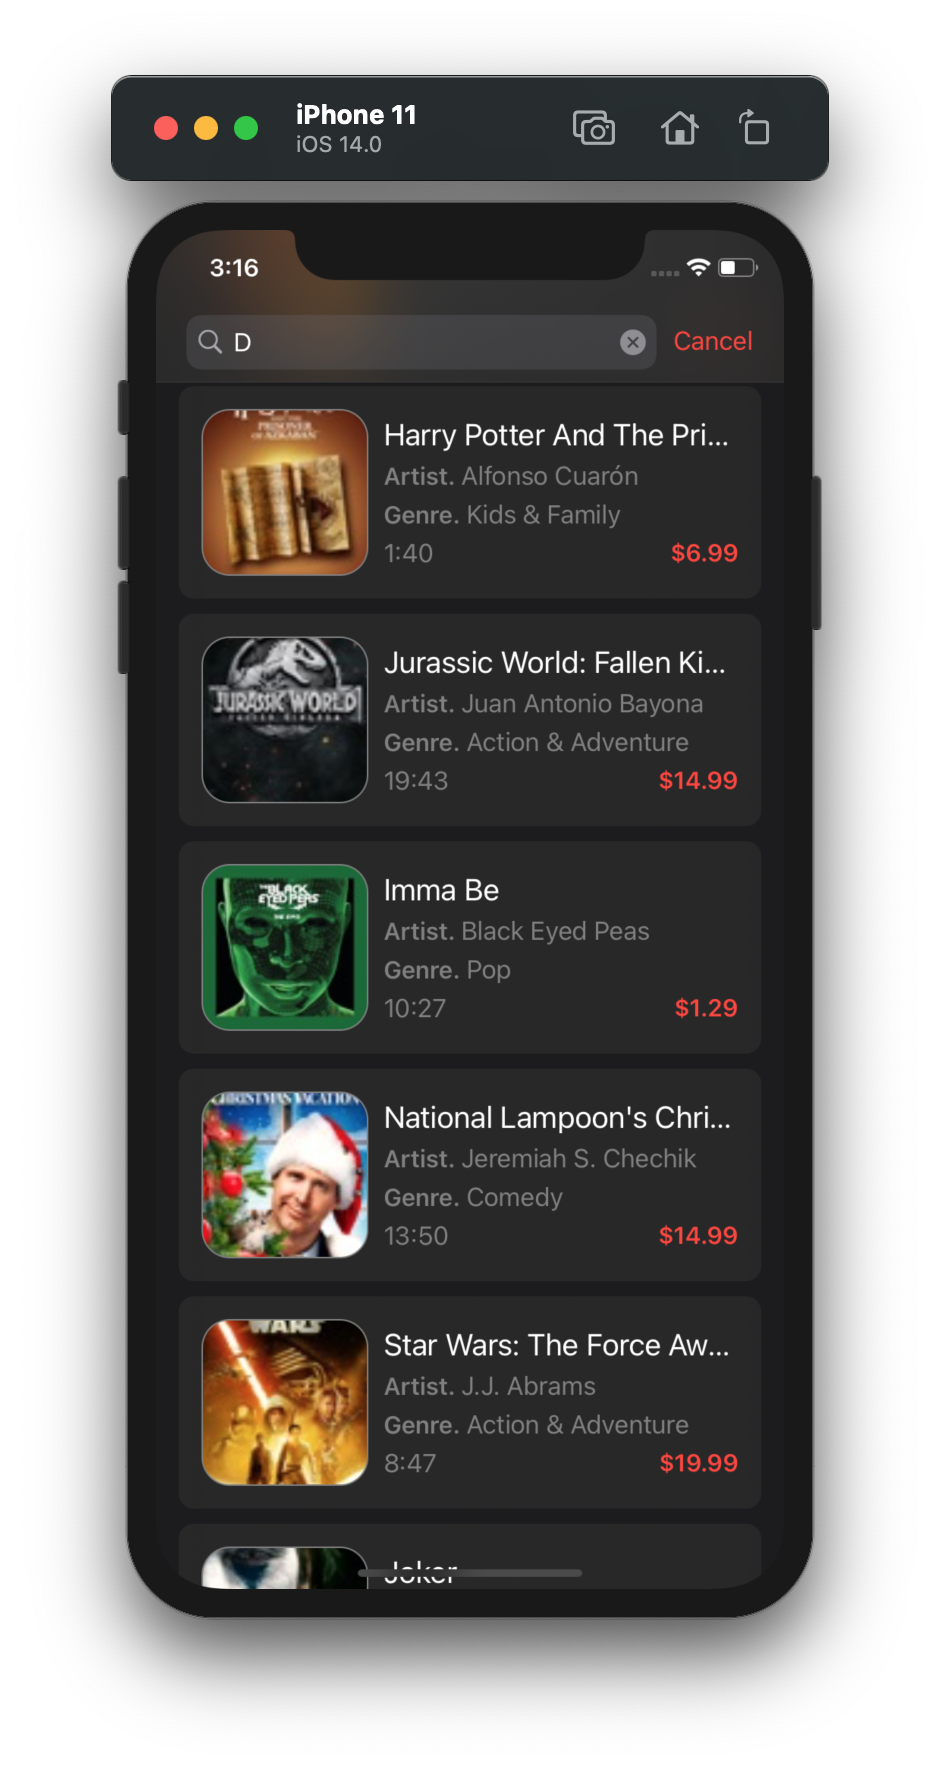 iPhone 11
iOS 14.0
3:16
D
Cancel
PRISONER
OF AZKABAN
Harry Potter And The Pri...
Artist. Alfonso Cuarón
Genre. Kids & Family
1:40
$6.99
JURASSIC WORLD
FALLEN KINGDOM
Jurassic World: Fallen Ki...
Artist. Juan Antonio Bayona
Genre. Action & Adventure
19:43
$14.99
THE BLACK
EYED PEAS
THE E.N.D
Imma Be
Artist. Black Eyed Peas
Genre. Pop
10:27
$1.29
CHRISTMAS VACATION
National Lampoon's Chri...
Artist. Jeremiah S. Chechik
Genre. Comedy
13:50
$14.99
WARS
Star Wars: The Force Aw...
Artist. J.J. Abrams
Genre. Action & Adventure
8:47
$19.99
Joker